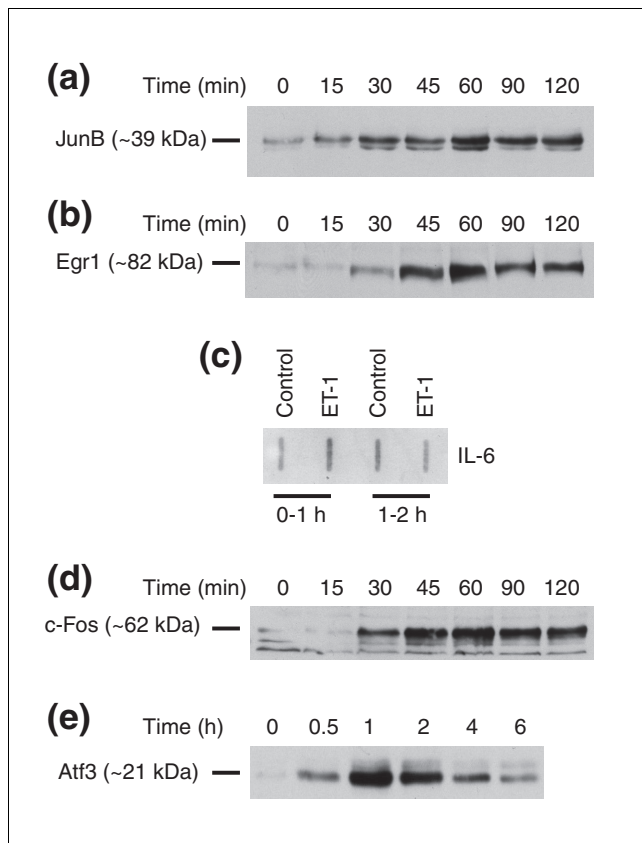 (a)
Time (min) 0 15 30 45 60 90 120
JunB (~39 kDa)
(b)
Time (min) 0 15 30 45 60 90 120
Egr1 (~82 kDa)
(c)
Control ET-1 Control ET-1
IL-6
0-1 h 1-2 h
(d)
Time (min) 0 15 30 45 60 90 120
c-Fos (~62 kDa)
(e)
Time (h) 0 0.5 1 2 4 6
Atf3 (~21 kDa)